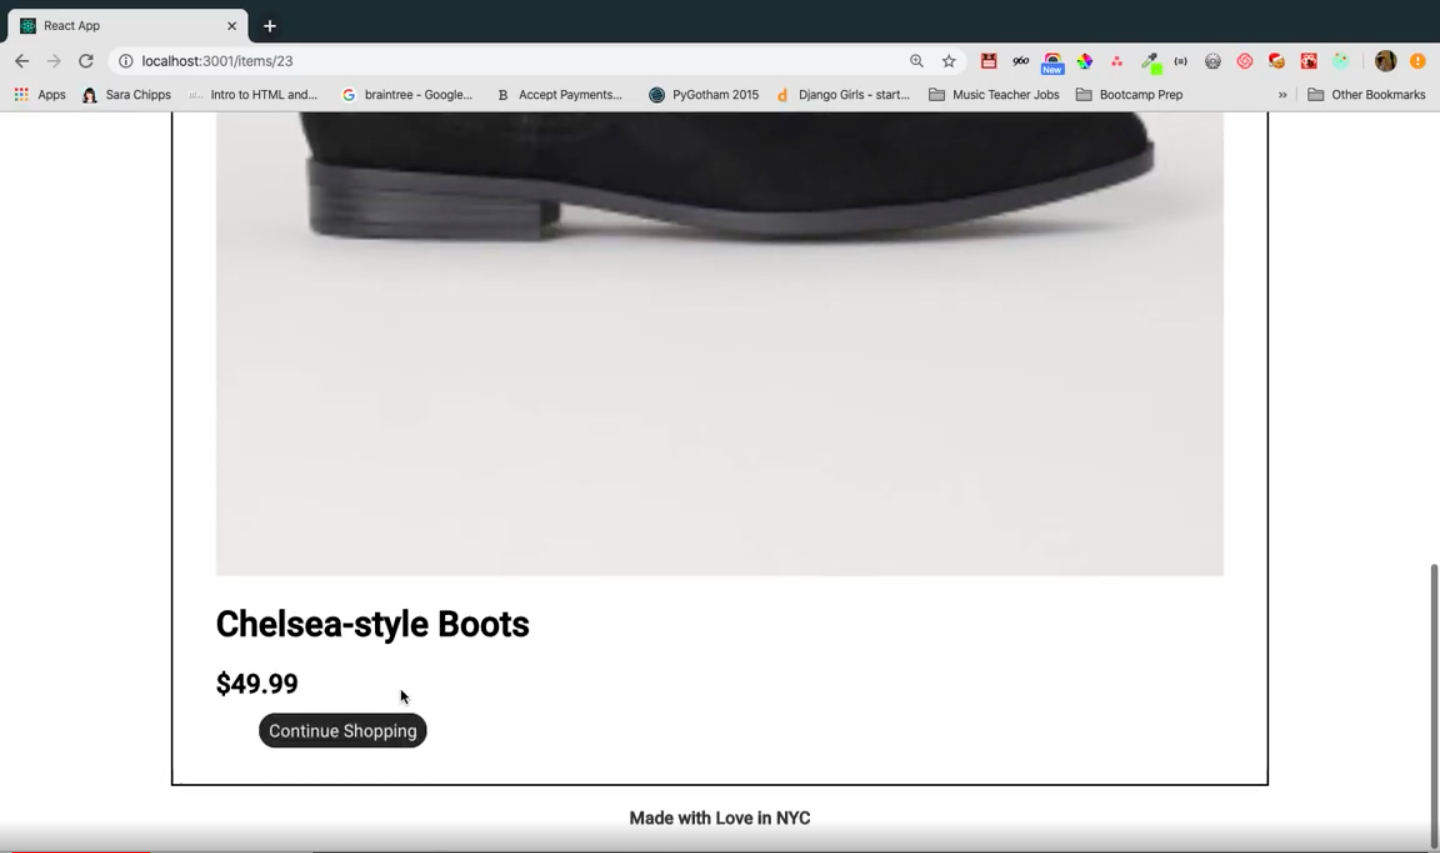 React App
localhost:3001/items/23
New
Apps Sara Chipps Intro to HTML and... braintree - Google... Accept Payments... PyGotham 2015 Django Girls - start... Music Teacher Jobs Bootcamp Prep » Other Bookmarks
Chelsea-style Boots
$49.99
Continue Shopping
Made with Love in NYC